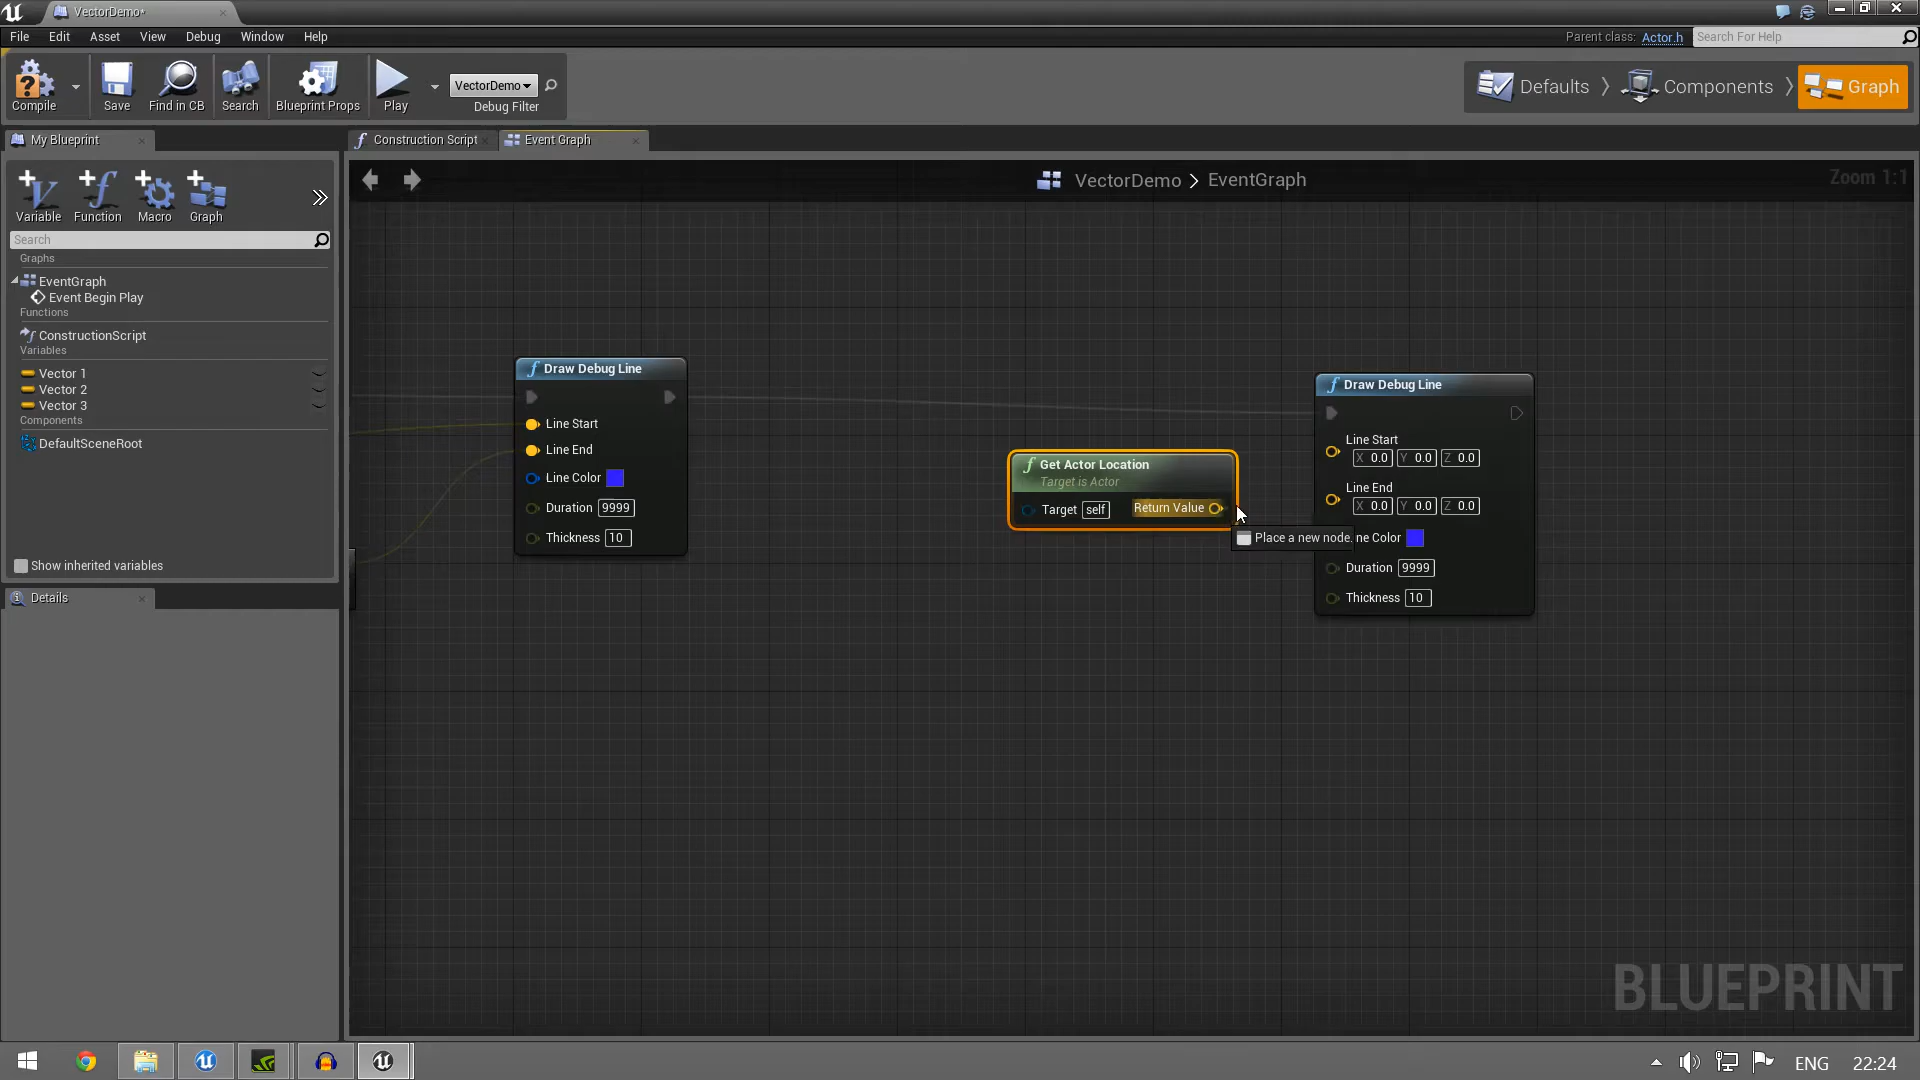 VectorDemo*
File Edit Asset View Debug Window Help
Parent class: Actor.h Search For Help
Compile Save Find in CB Search Blueprint Props Play VectorDemo Debug Filter
Defaults Components Graph
My Blueprint Construction Script Event Graph
Variable Function Macro Graph
VectorDemo > EventGraph
Zoom 1:1
Search
Graphs
EventGraph
Event Begin Play
Functions
ConstructionScript
Variables
Vector 1
Vector 2
Vector 3
Components
DefaultSceneRoot
Show inherited variables
Details
Draw Debug Line
Line Start
Line End
Line Color
Duration 9999
Thickness 10
Get Actor Location
Target is Actor
Target self Return Value
Place a new node.
Draw Debug Line
Line Start
X 0.0 Y 0.0 Z 0.0
Line End
X 0.0 Y 0.0 Z 0.0
ne Color
Duration 9999
Thickness 10
BLUEPRINT
ENG 22:24